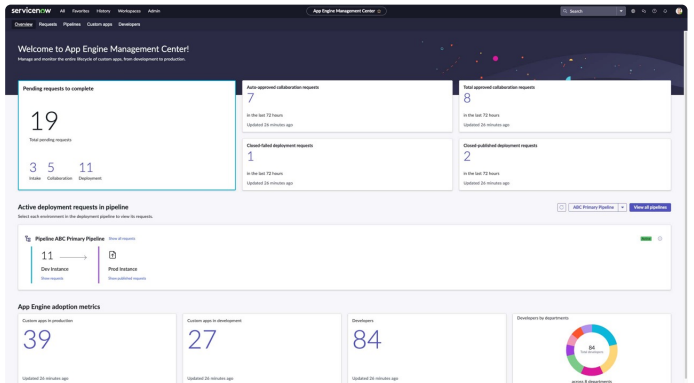 servicenow All Favorites History Workspaces Admin App Engine Management Center Search
Overview Requests Pipelines Custom apps Developers
Welcome to App Engine Management Center!
Manage and monitor the entire lifecycle of custom apps, from development to production.
Pending requests to complete
19
Total pending requests
3 5 11
Intake Collaboration Deployment
Auto-approved collaboration requests
7
in the last 72 hours
Updated 26 minutes ago
Total approved collaboration requests
8
in the last 72 hours
Updated 26 minutes ago
Closed-failed deployment requests
1
in the last 72 hours
Updated 26 minutes ago
Closed-published deployment requests
2
in the last 72 hours
Updated 26 minutes ago
Active deployment requests in pipeline
Select each environment in the deployment pipeline to view its requests.
ABC Primary Pipeline View all pipelines
Pipeline ABC Primary Pipeline Show all requests
Active
11
Dev Instance
Show requests
Prod Instance
Show published requests
App Engine adoption metrics
Custom apps in production
39
Updated 26 minutes ago
Custom apps in development
27
Updated 26 minutes ago
Developers
84
Updated 26 minutes ago
Developers by departments
84
Total developers
across 8 departments